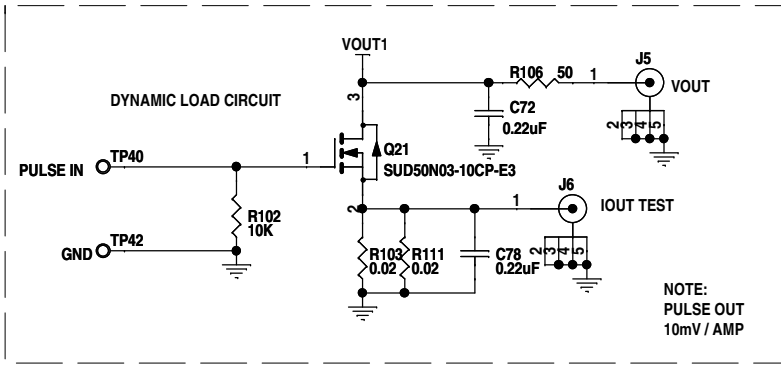 VOUT1
DYNAMIC LOAD CIRCUIT
R106 50
1
J5
VOUT
2
3
4
5
3
C72
0.22uF
PULSE IN
TP40
1
Q21
SUD50N03-10CP-E3
R102
10K
GND
TP42
2
1
J6
IOUT TEST
2
3
4
5
R103
0.02
R111
0.02
C78
0.22uF
NOTE:
PULSE OUT
10mV / AMP